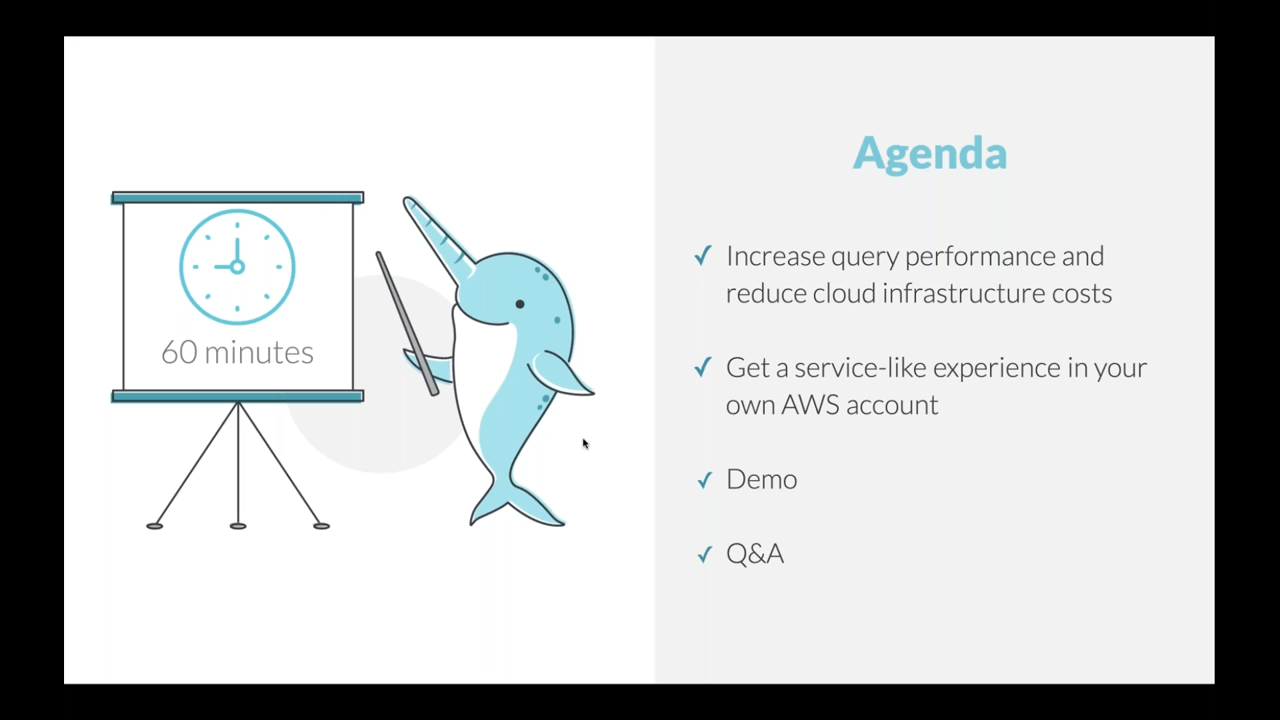 60 minutes
Agenda
Increase query performance and
reduce cloud infrastructure costs
Get a service-like experience in your
own AWS account
Demo
Q&A